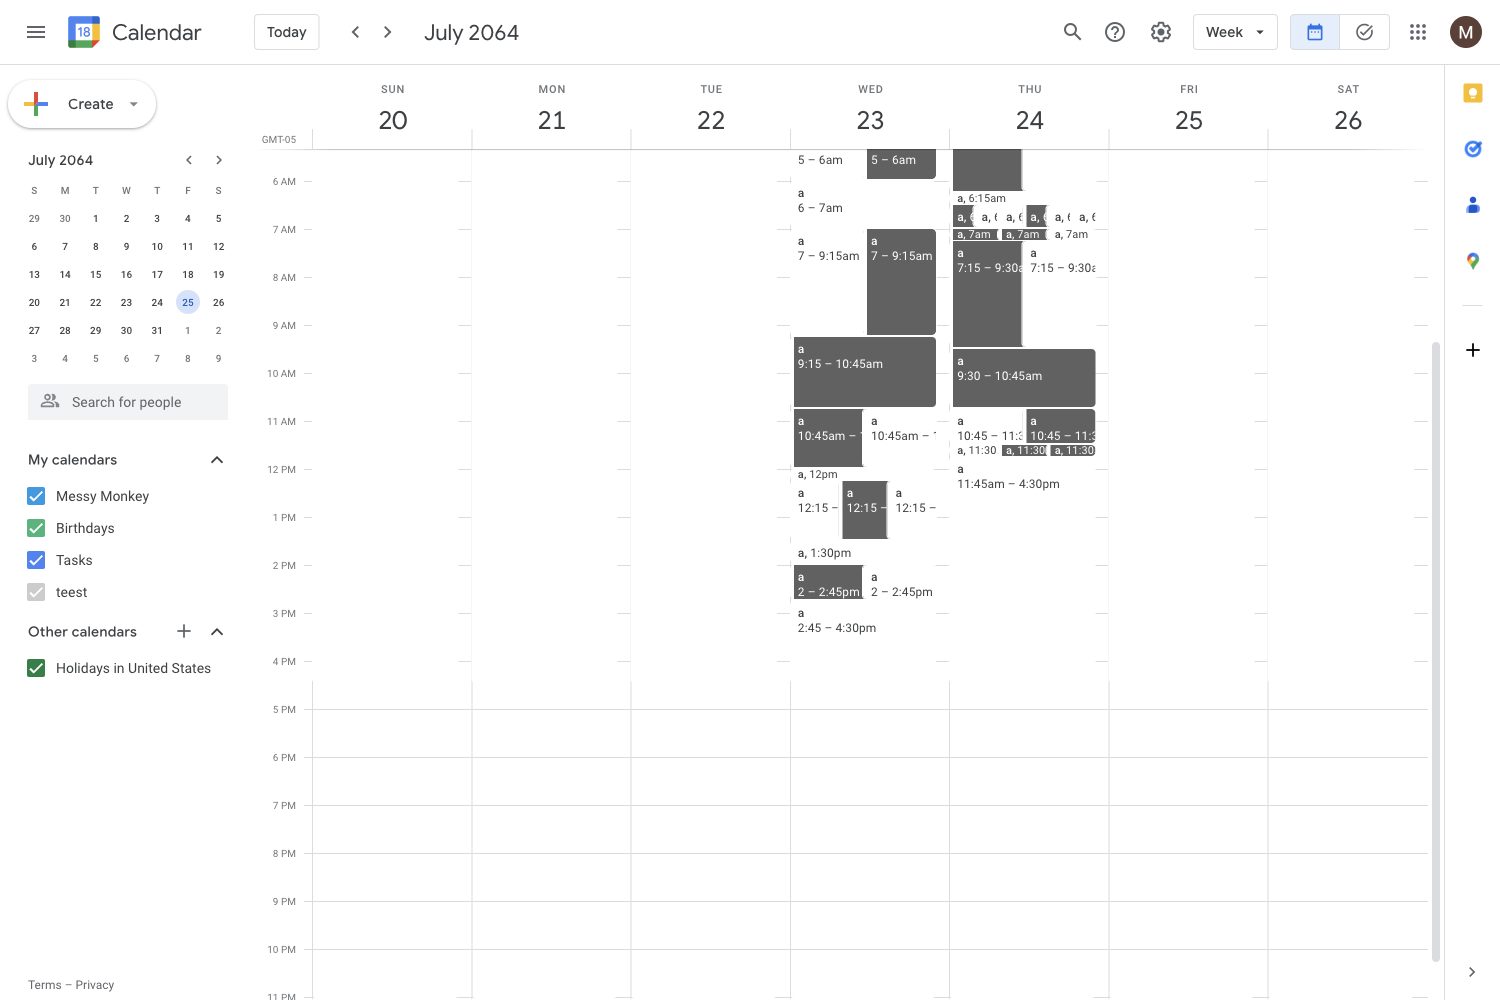 18 Calendar
Today
July 2064
Week
M
Create
July 2064
S M T W T F S
29 30 1 2 3 4 5
6 7 8 9 10 11 12
13 14 15 16 17 18 19
20 21 22 23 24 25 26
27 28 29 30 31 1 2
3 4 5 6 7 8 9
Search for people
My calendars
Messy Monkey
Birthdays
Tasks
teest
Other calendars
Holidays in United States
Terms – Privacy
SUN MON TUE WED THU FRI SAT
20 21 22 23 24 25 26
GMT-05
6 AM
7 AM
8 AM
9 AM
10 AM
11 AM
12 PM
1 PM
2 PM
3 PM
4 PM
5 PM
6 PM
7 PM
8 PM
9 PM
10 PM
11 PM
5 – 6am
5 – 6am
a
6 – 7am
a
7 – 9:15am
a
7 – 9:15am
a
9:15 – 10:45am
a
10:45am –
a
10:45am –
a, 12pm
a
12:15 –
a
12:15 –
a
12:15 –
a, 1:30pm
a
2 – 2:45pm
a
2 – 2:45pm
a
2:45 – 4:30pm
a, 6:15am
a, 6
a, 6
a, 6
a, 6
a, 6
a, 6
a, 7am
a, 7am
a, 7am
a
7:15 – 9:30a
a
7:15 – 9:30a
a
9:30 – 10:45am
a
10:45 – 11:3
a
10:45 – 11:3
a, 11:30
a, 11:30
a, 11:30
a
11:45am – 4:30pm